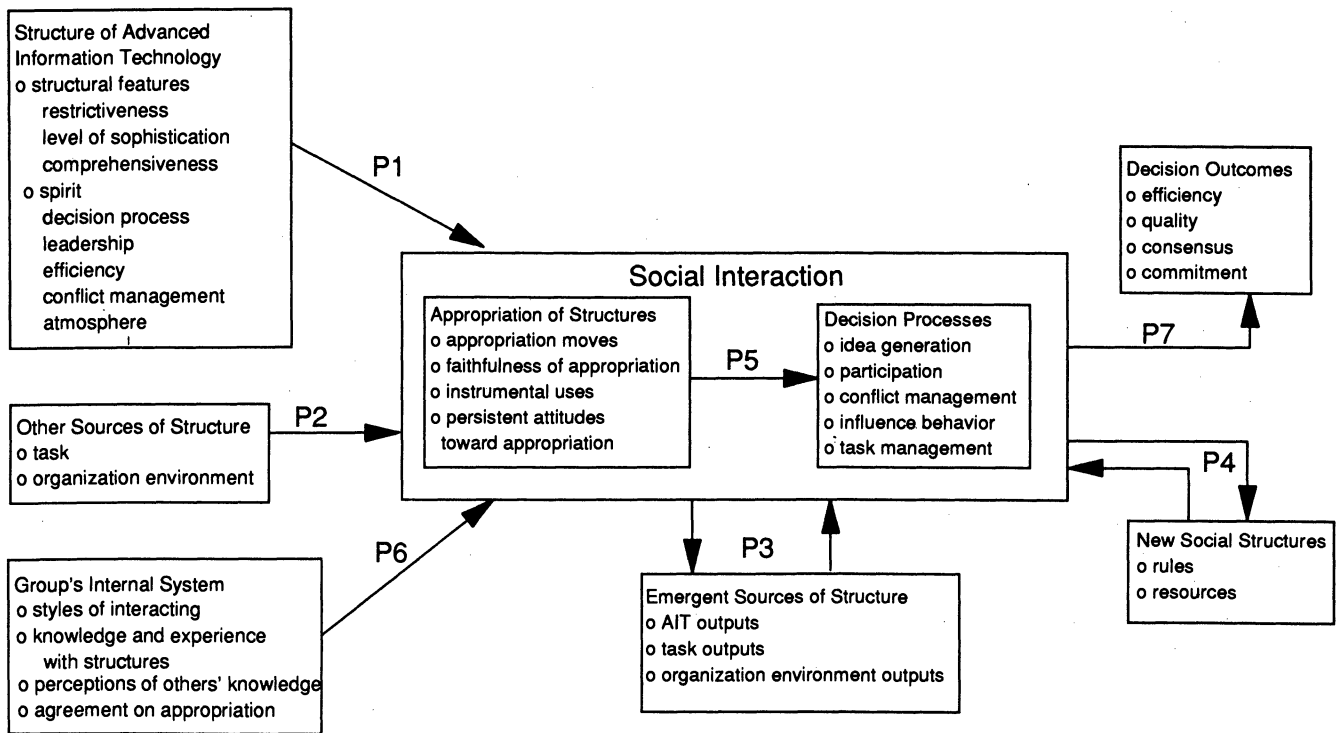 Structure of Advanced
Information Technology
o structural features
restrictiveness
level of sophistication
comprehensiveness
o spirit
decision process
leadership
efficiency
conflict management
atmosphere
P1
Other Sources of Structure
o task
o organization environment
P2
Group's Internal System
o styles of interacting
o knowledge and experience
with structures
o perceptions of others' knowledge
o agreement on appropriation
P6
Social Interaction
Appropriation of Structures
o appropriation moves
o faithfulness of appropriation
o instrumental uses
o persistent attitudes
toward appropriation
P5
Decision Processes
o idea generation
o participation
o conflict management
o influence behavior
o task management
P3
Emergent Sources of Structure
o AIT outputs
o task outputs
o organization environment outputs
Decision Outcomes
o efficiency
o quality
o consensus
o commitment
P7
P4
New Social Structures
o rules
o resources